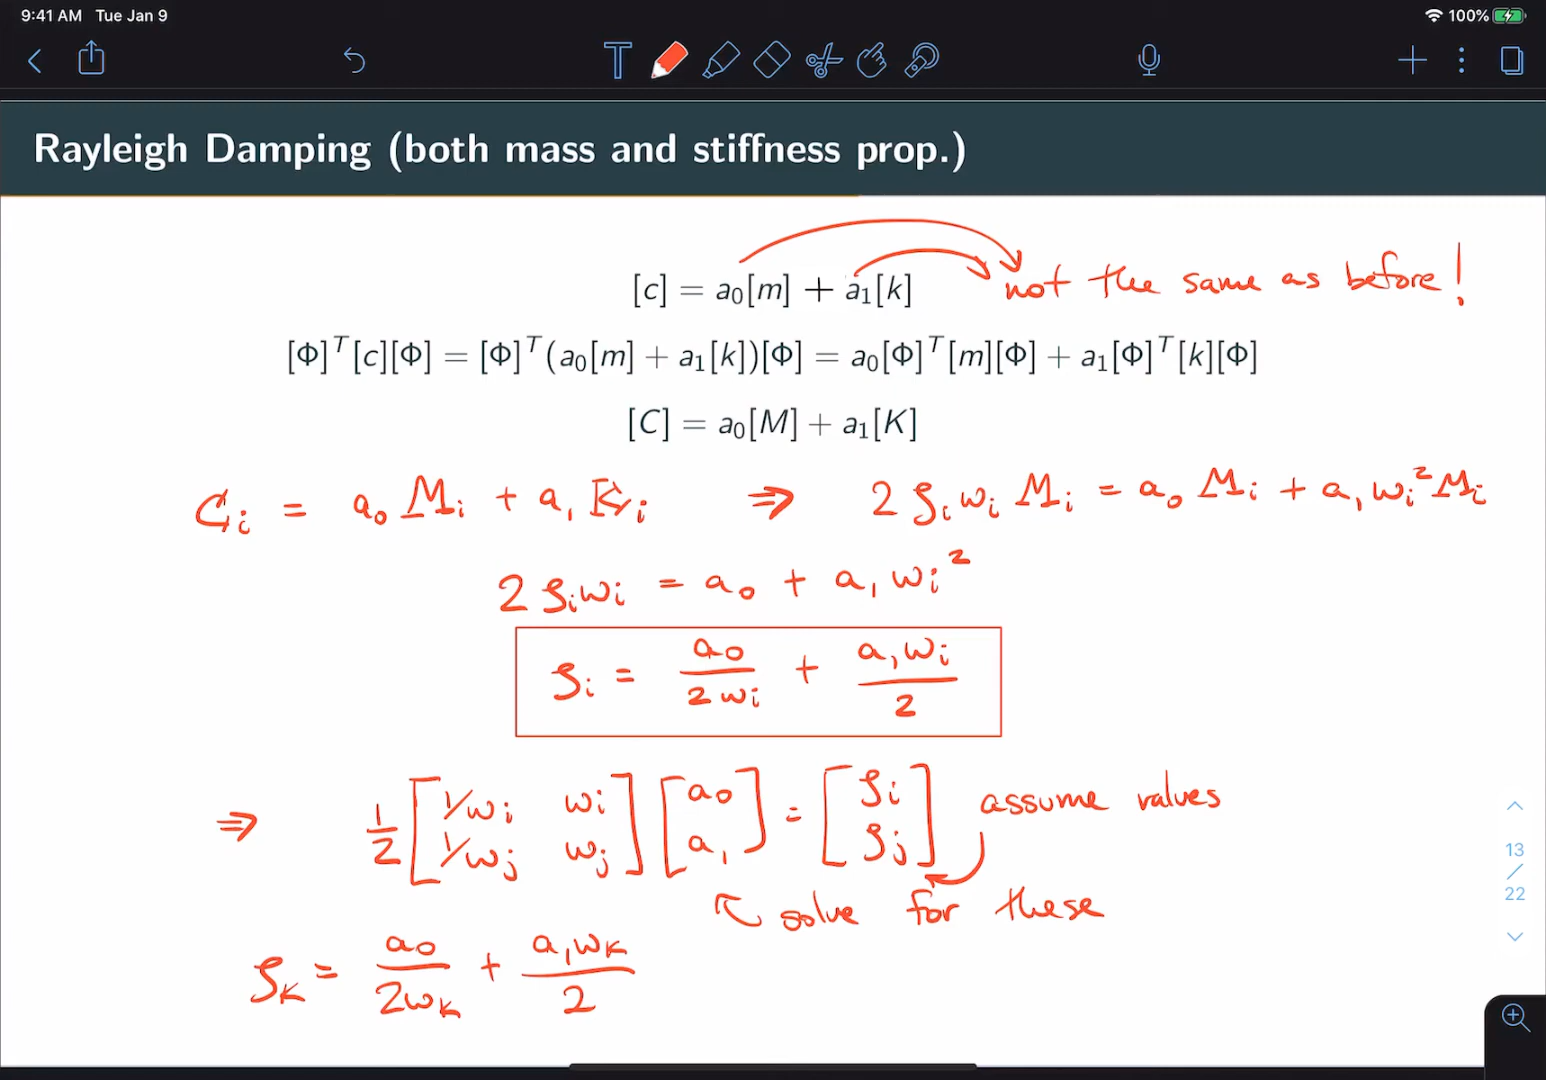 9:41 AM Tue Jan 9 100%
Rayleigh Damping (both mass and stiffness prop.)
[c] = a₀[m] + a₁[k] not the same as before!
[Φ]ᵀ[c][Φ] = [Φ]ᵀ(a₀[m] + a₁[k])[Φ] = a₀[Φ]ᵀ[m][Φ] + a₁[Φ]ᵀ[k][Φ]
[C] = a₀[M] + a₁[K]
Cᵢ = a₀ Mᵢ + a₁ Kᵢ ⇒ 2 ζᵢ ωᵢ Mᵢ = a₀ Mᵢ + a₁ ωᵢ² Mᵢ
2 ζᵢ ωᵢ = a₀ + a₁ ωᵢ²
ζᵢ = a₀/2ωᵢ + a₁ωᵢ/2
⇒ 1/2 [1/ωᵢ ωᵢ; 1/ωⱼ ωⱼ] [a₀; a₁] = [ζᵢ; ζⱼ] assume values
solve for these
ζₖ = a₀/2ωₖ + a₁ωₖ/2
13
/
22